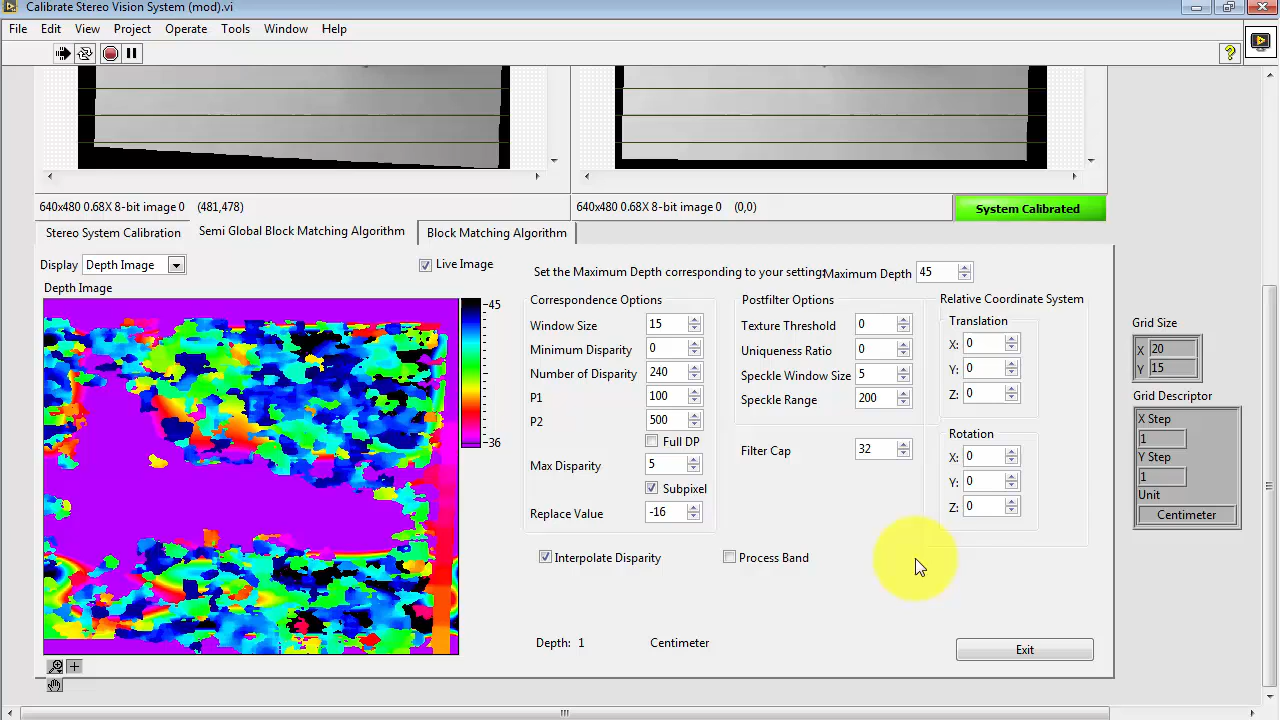 Calibrate Stereo Vision System (mod).vi
File Edit View Project Operate Tools Window Help
640x480 0.68X 8-bit image 0 (481,478)
640x480 0.68X 8-bit image 0 (0,0)
System Calibrated
Stereo System Calibration
Semi Global Block Matching Algorithm
Block Matching Algorithm
Display Depth Image
Live Image
Set the Maximum Depth corresponding to your setting
Maximum Depth 45
Depth Image
45
36
Correspondence Options
Window Size 15
Minimum Disparity 0
Number of Disparity 240
P1 100
P2 500
Full DP
Max Disparity 5
Subpixel
Replace Value -16
Interpolate Disparity
Process Band
Postfilter Options
Texture Threshold 0
Uniqueness Ratio 0
Speckle Window Size 5
Speckle Range 200
Filter Cap 32
Relative Coordinate System
Translation
X: 0
Y: 0
Z: 0
Rotation
X: 0
Y: 0
Z: 0
Depth: 1 Centimeter
Exit
Grid Size
X 20
Y 15
Grid Descriptor
X Step
1
Y Step
1
Unit
Centimeter